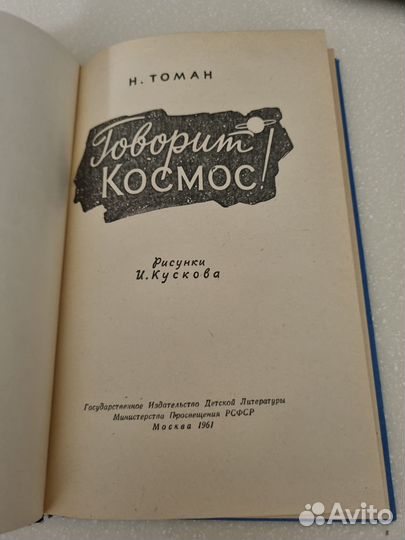 Н. ТОМАН
Говорит
КОСМОС!
Рисунки
И. Кускова
Государственное Издательство Детской Литературы
Министерства Просвещения РСФСР
Москва 1961
Avito